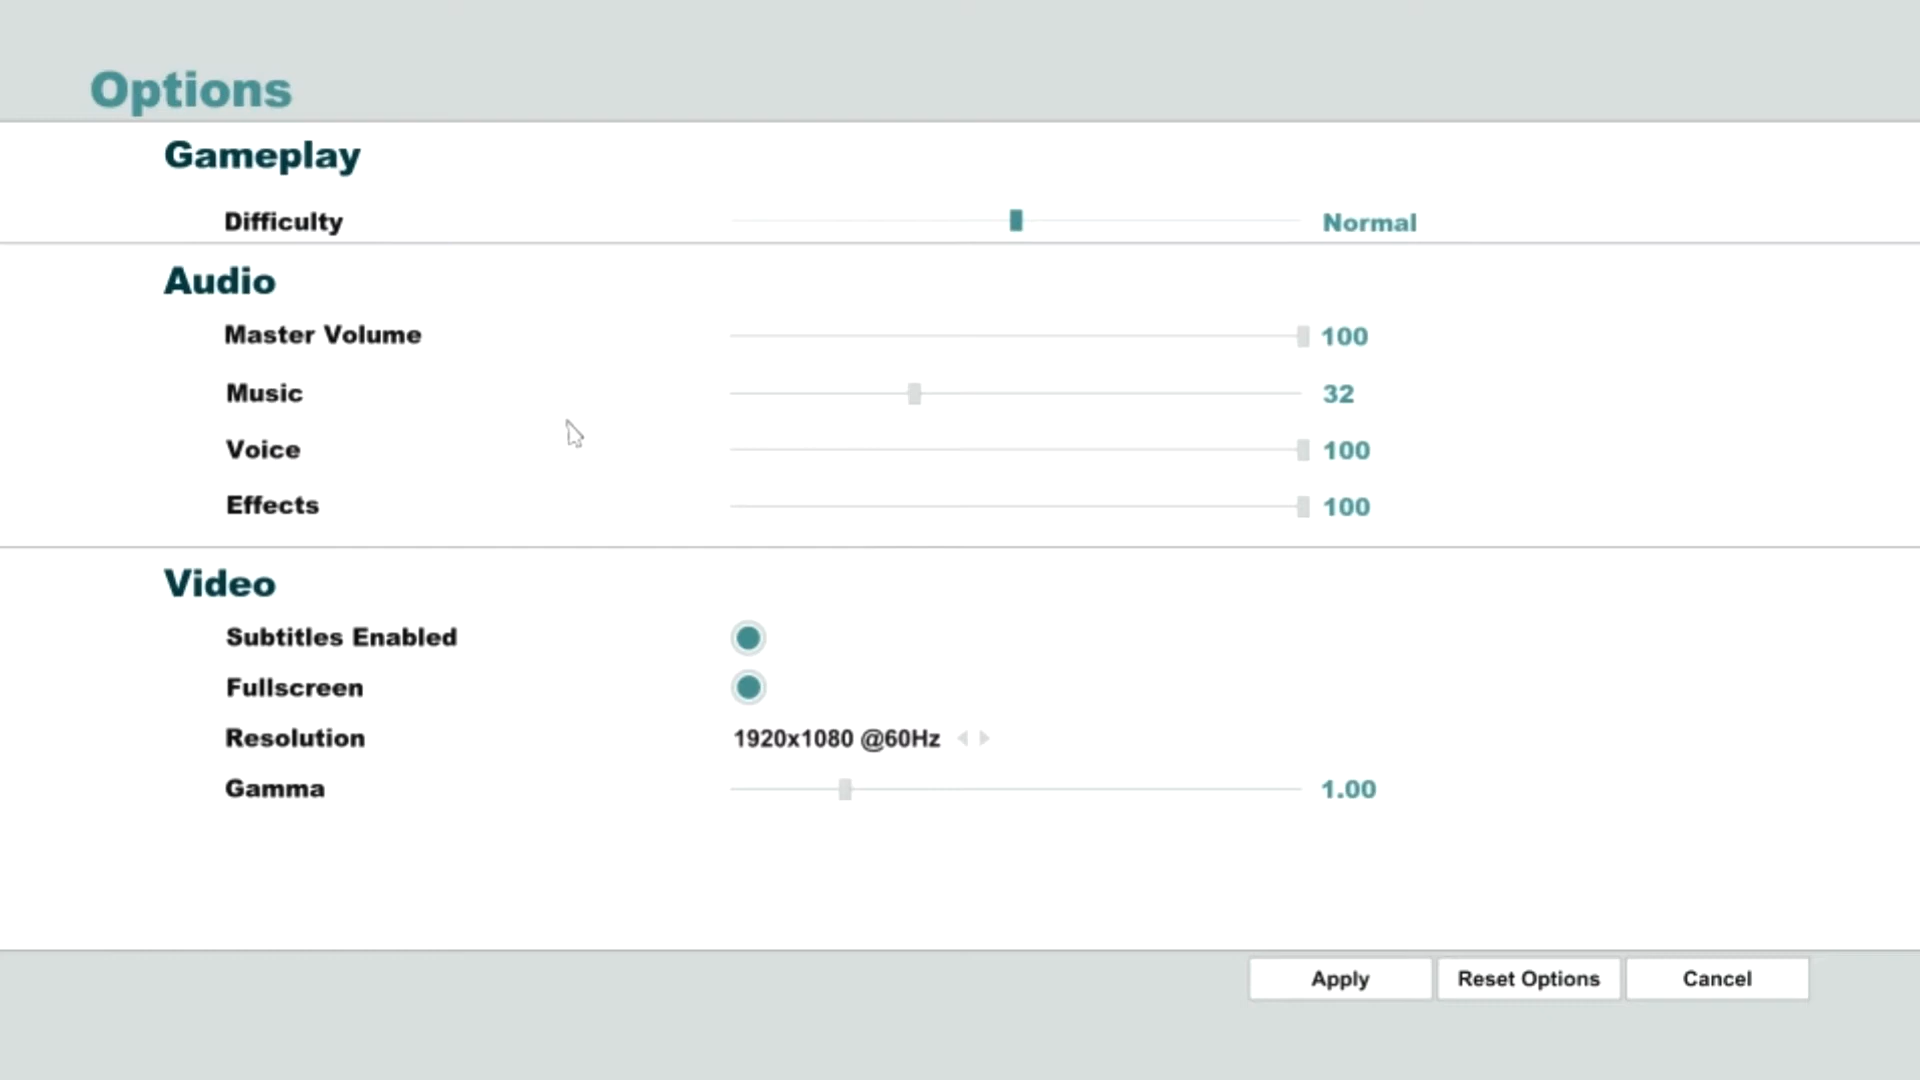 Options
Gameplay
Difficulty Normal
Audio
Master Volume 100
Music 32
Voice 100
Effects 100
Video
Subtitles Enabled
Fullscreen
Resolution 1920x1080 @60Hz
Gamma 1.00
Apply Reset Options Cancel